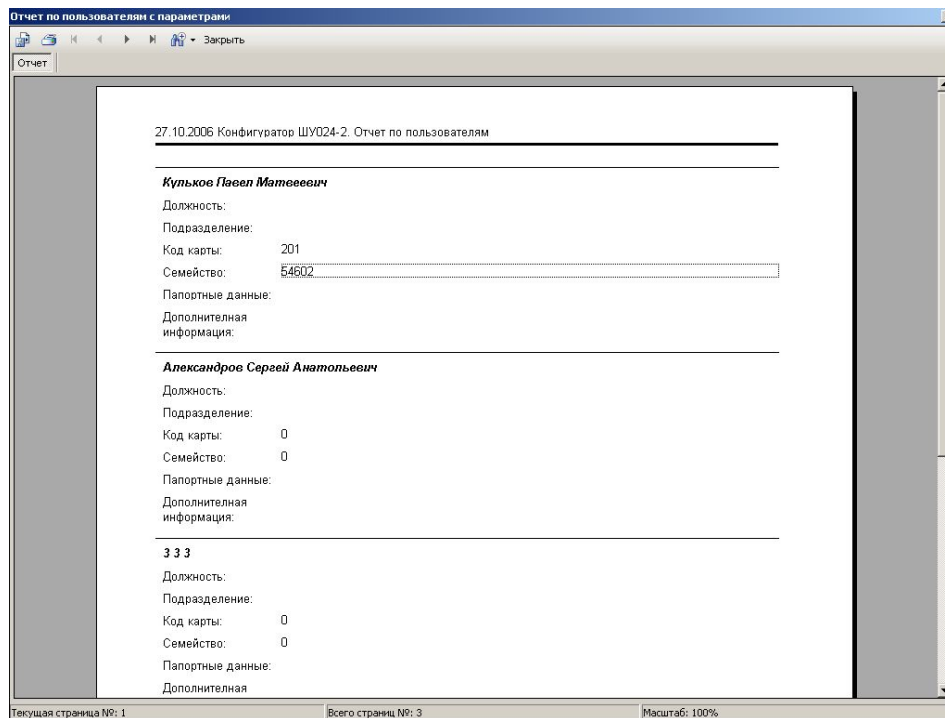 Отчет по пользователям с параметрами
Закрыть
Отчет
27.10.2006 Конфигуратор ШУ024-2. Отчет по пользователям
Кульков Павел Матвеевич
Должность:
Подразделение:
Код карты: 201
Семейство: 54602
Папортные данные:
Дополнителная
информация:
Александров Сергей Анатольевич
Должность:
Подразделение:
Код карты: 0
Семейство: 0
Папортные данные:
Дополнителная
информация:
3 3 3
Должность:
Подразделение:
Код карты: 0
Семейство: 0
Папортные данные:
Дополнителная
Текущая страница №: 1 Всего страниц №: 3 Масштаб: 100%